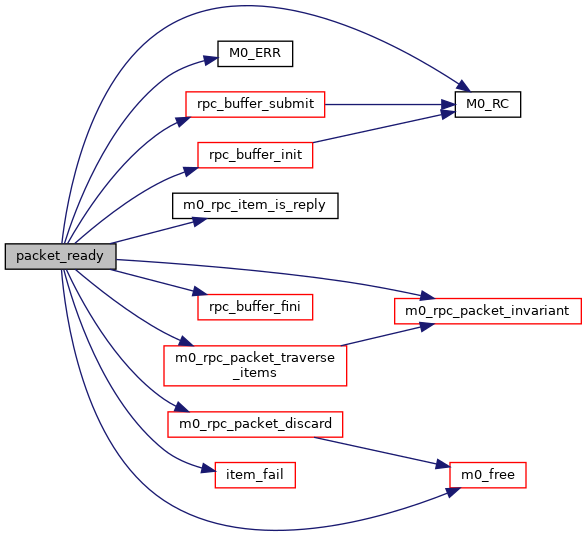 M0_ERR
rpc_buffer_submit
M0_RC
rpc_buffer_init
m0_rpc_item_is_reply
packet_ready
rpc_buffer_fini
m0_rpc_packet_invariant
m0_rpc_packet_traverse
_items
m0_rpc_packet_discard
item_fail
m0_free